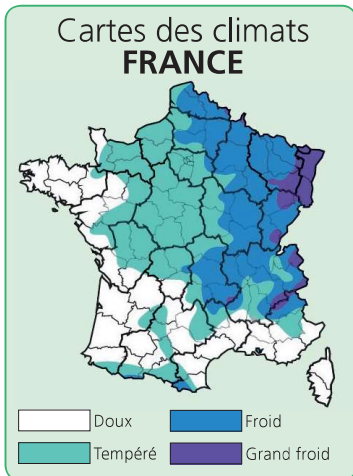 Cartes des climats
FRANCE
Doux
Froid
Tempéré
Grand froid